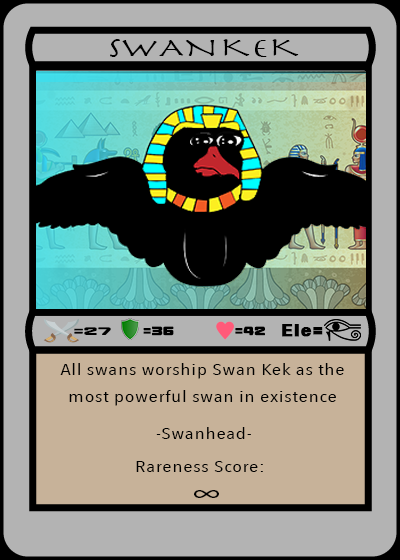 SWANKEK
=27 =36 =42 Ele=
All swans worship Swan Kek as the
most powerful swan in existence
-Swanhead-
Rareness Score:
∞